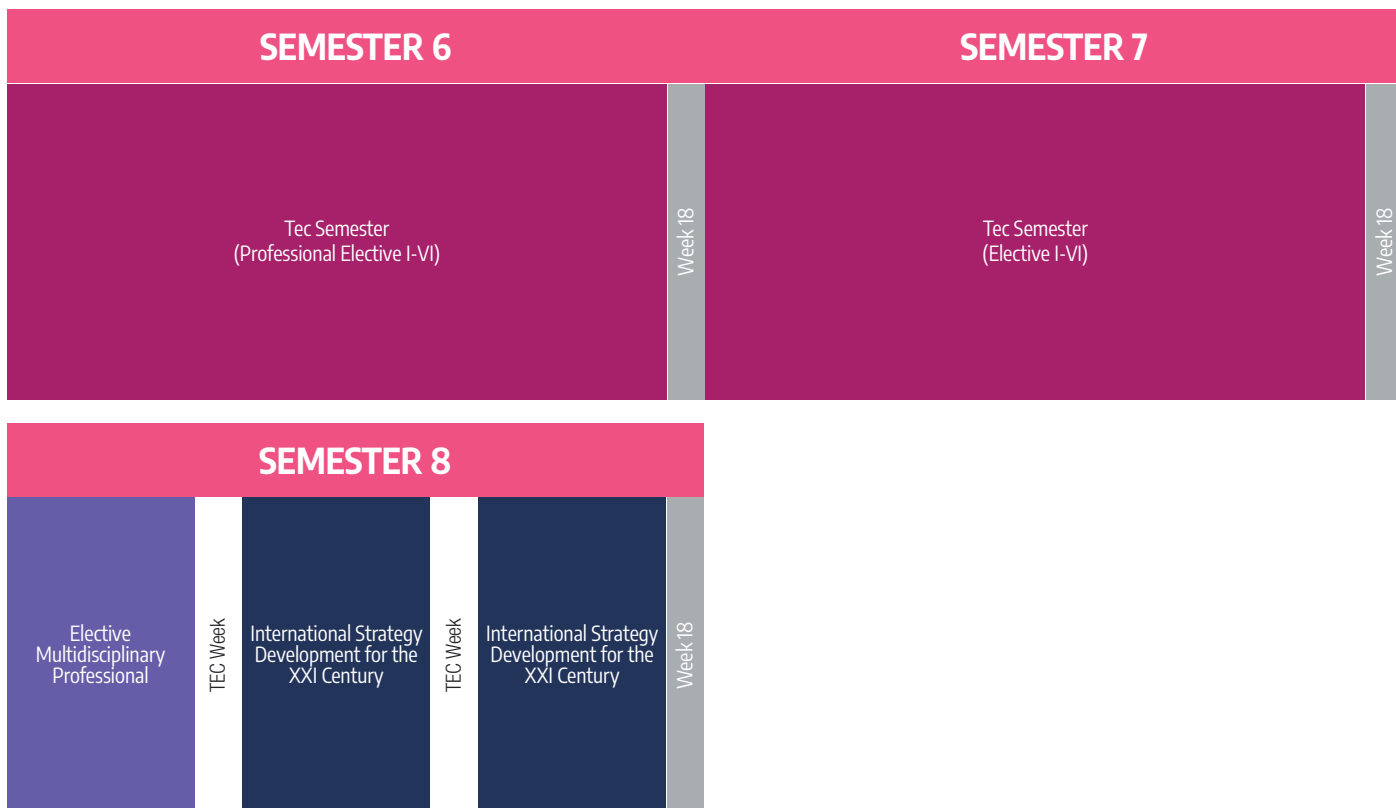 SEMESTER 6
SEMESTER 7
Tec Semester
(Professional Elective I-VI)
Week 18
Tec Semester
(Elective I-VI)
Week 18
SEMESTER 8
Elective
Multidisciplinary
Professional
TEC Week
International Strategy
Development for the
XXI Century
TEC Week
International Strategy
Development for the
XXI Century
Week 18